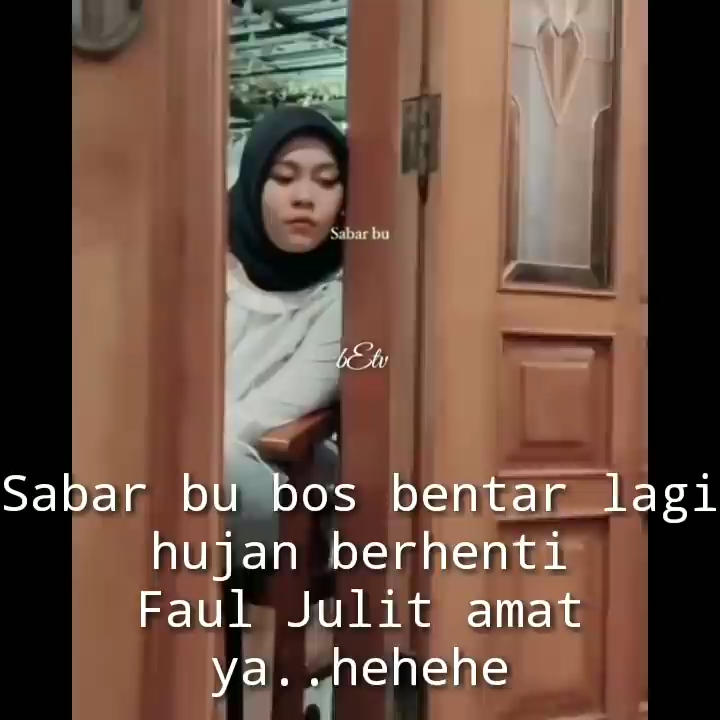 Sabar bu
bEtv
Sabar bu bos bentar lagi
hujan berhenti
Faul Julit amat
ya..hehehe